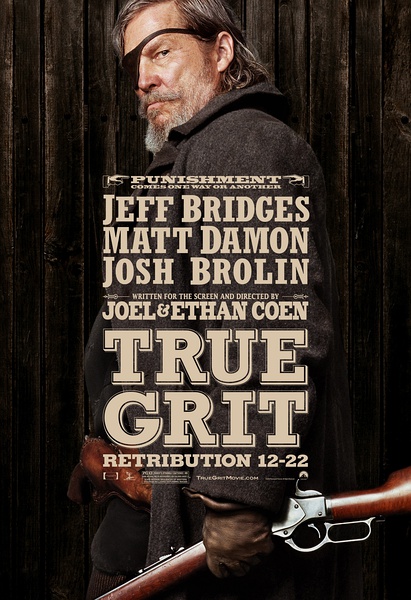 PUNISHMENT
COMES ONE WAY OR ANOTHER
JEFF BRIDGES
MATT DAMON
JOSH BROLIN
WRITTEN FOR THE SCREEN AND DIRECTED BY
JOEL & ETHAN COEN
TRUE
GRIT
RETRIBUTION 12-22
TRUEGRITMOVIE.COM